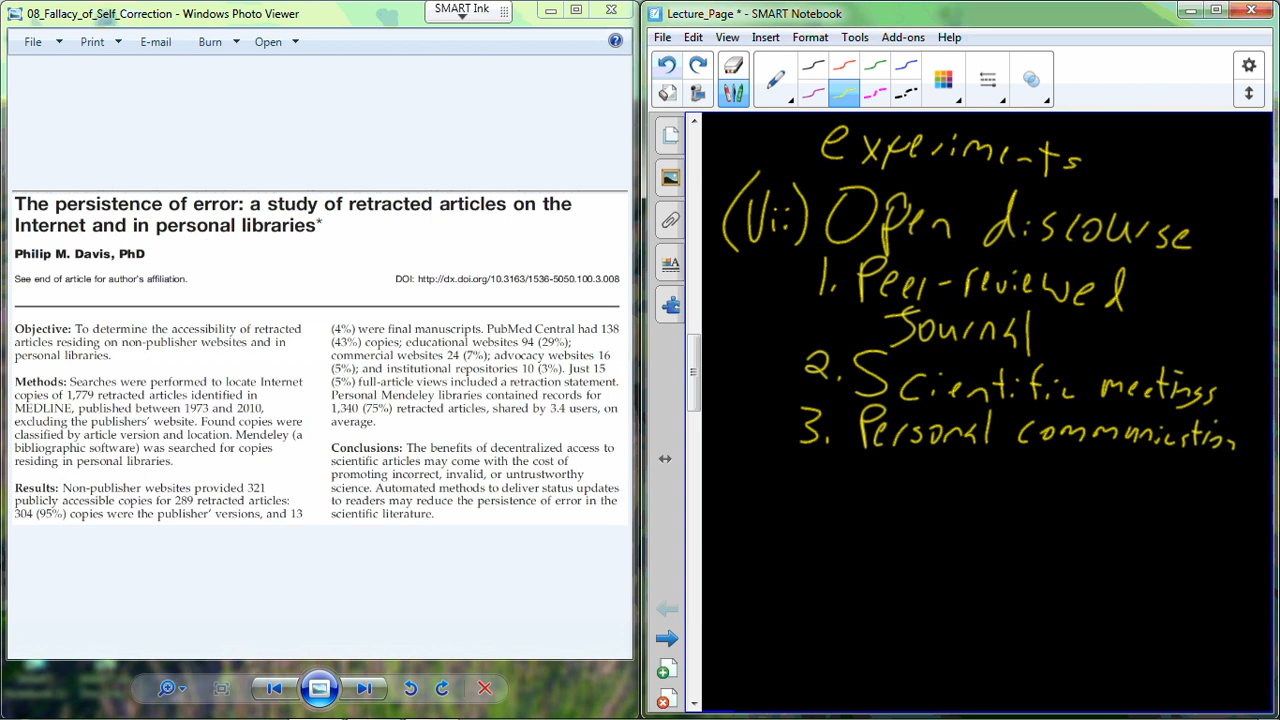 08_Fallacy_of_Self_Correction - Windows Photo Viewer
SMART Ink
File Print E-mail Burn Open
The persistence of error: a study of retracted articles on the
Internet and in personal libraries*
Philip M. Davis, PhD
See end of article for author's affiliation.
DOI: http://dx.doi.org/10.3163/1536-5050.100.3.008
Objective: To determine the accessibility of retracted
articles residing on non-publisher websites and in
personal libraries.
Methods: Searches were performed to locate Internet
copies of 1,779 retracted articles identified in
MEDLINE, published between 1973 and 2010,
excluding the publishers' website. Found copies were
classified by article version and location. Mendeley (a
bibliographic software) was searched for copies
residing in personal libraries.
Results: Non-publisher websites provided 321
publicly accessible copies for 289 retracted articles:
304 (95%) copies were the publisher' versions, and 13
(4%) were final manuscripts. PubMed Central had 138
(43%) copies; educational websites 94 (29%);
commercial websites 24 (7%); advocacy websites 16
(5%); and institutional repositories 10 (3%). Just 15
(5%) full-article views included a retraction statement.
Personal Mendeley libraries contained records for
1,340 (75%) retracted articles, shared by 3.4 users, on
average.
Conclusions: The benefits of decentralized access to
scientific articles may come with the cost of
promoting incorrect, invalid, or untrustworthy
science. Automated methods to deliver status updates
to readers may reduce the persistence of error in the
scientific literature.
Lecture_Page * - SMART Notebook
File Edit View Insert Format Tools Add-ons Help
experiments
(Vii) Open discourse
1. Peer-reviewed
Journal
2. Scientific meetings
3. Personal communication